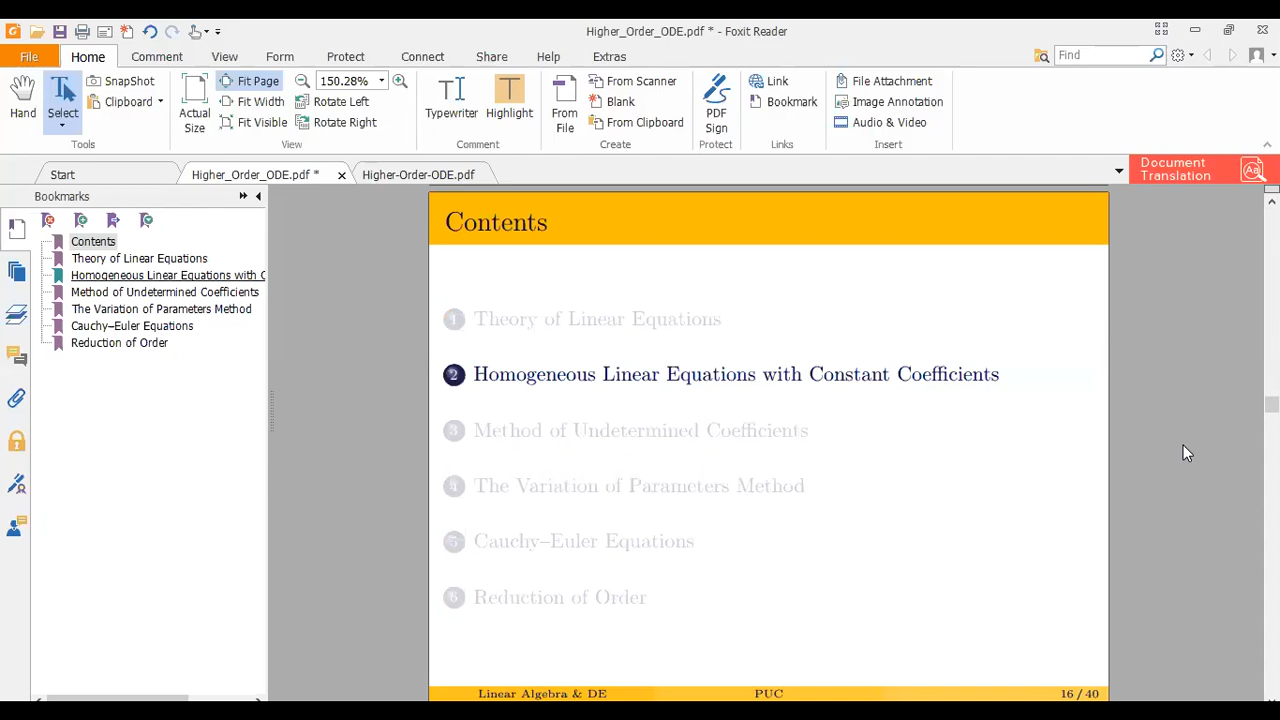 Higher_Order_ODE.pdf * - Foxit Reader
File Home Comment View Form Protect Connect Share Help Extras Find
Hand
Select
SnapShot
Clipboard
Tools
Actual
Size
Fit Page
Fit Width
Fit Visible
150.28%
Rotate Left
Rotate Right
View
Typewriter
Highlight
Comment
From
File
From Scanner
Blank
From Clipboard
Create
PDF
Sign
Protect
Link
Bookmark
Links
File Attachment
Image Annotation
Audio & Video
Insert
Start
Higher_Order_ODE.pdf *
Higher-Order-ODE.pdf
Document
Translation
Bookmarks
Contents
Theory of Linear Equations
Homogeneous Linear Equations with C
Method of Undetermined Coefficients
The Variation of Parameters Method
Cauchy–Euler Equations
Reduction of Order
Contents
1 Theory of Linear Equations
2 Homogeneous Linear Equations with Constant Coefficients
3 Method of Undetermined Coefficients
4 The Variation of Parameters Method
5 Cauchy–Euler Equations
6 Reduction of Order
Linear Algebra & DE PUC 16 / 40